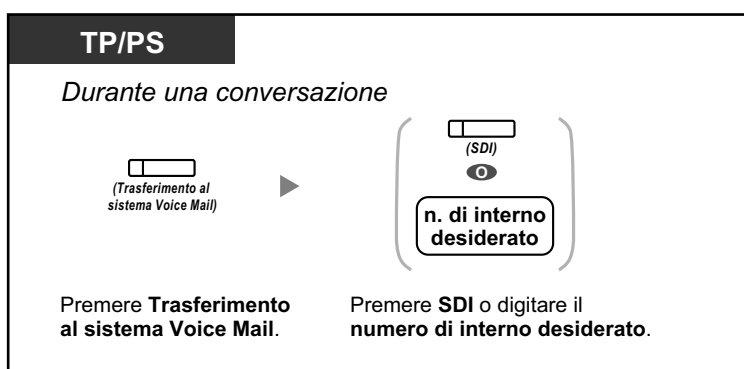 TP/PS
Durante una conversazione
(Trasferimento al
sistema Voice Mail)
(SDI)
O
n. di interno
desiderato
Premere Trasferimento
al sistema Voice Mail.
Premere SDI o digitare il
numero di interno desiderato.